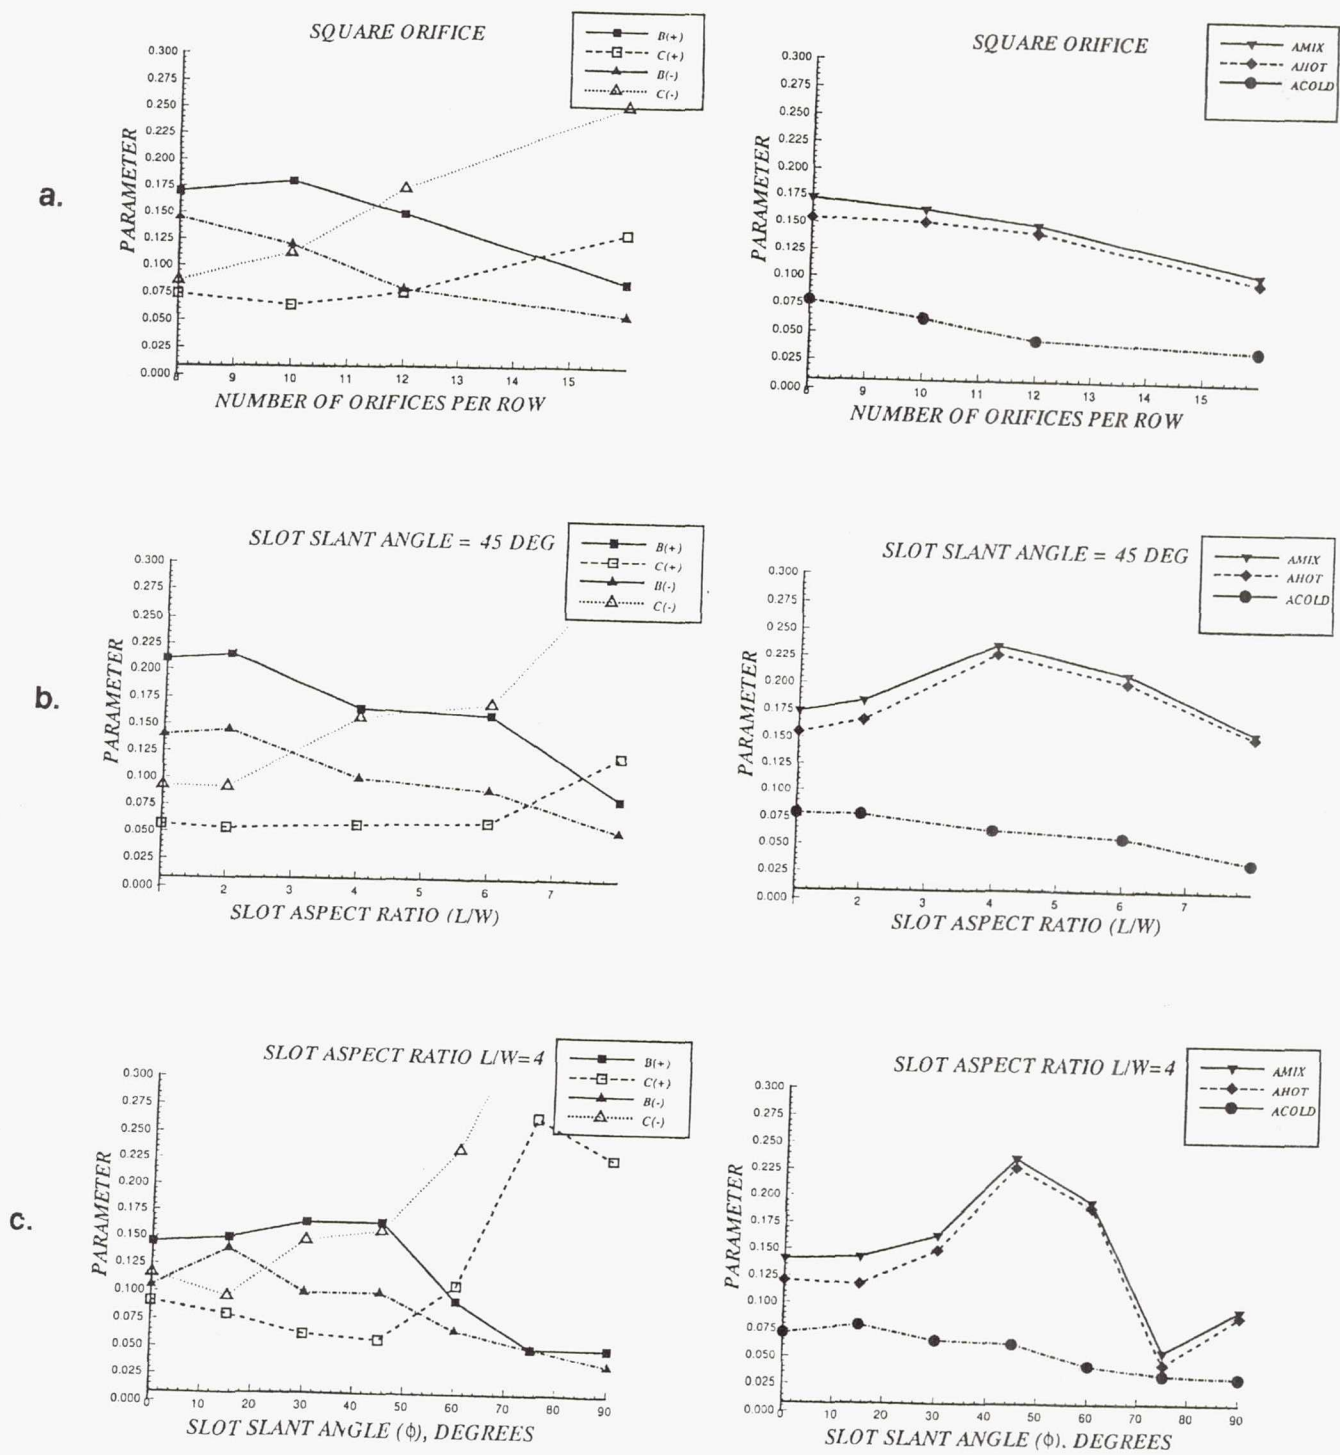 a.
SQUARE ORIFICE
B(+)
C(+)
B(-)
C(-)
PARAMETER
0.300
0.275
0.250
0.225
0.200
0.175
0.150
0.125
0.100
0.075
0.050
0.025
0.000
8 9 10 11 12 13 14 15
NUMBER OF ORIFICES PER ROW
SQUARE ORIFICE
AMIX
AHOT
ACOLD
PARAMETER
0.300
0.275
0.250
0.225
0.200
0.175
0.150
0.125
0.100
0.075
0.050
0.025
0.000
8 9 10 11 12 13 14 15
NUMBER OF ORIFICES PER ROW
b.
SLOT SLANT ANGLE = 45 DEG
B(+)
C(+)
B(-)
C(-)
PARAMETER
0.300
0.275
0.250
0.225
0.200
0.175
0.150
0.125
0.100
0.075
0.050
0.025
0.000
2 3 4 5 6 7
SLOT ASPECT RATIO (L/W)
SLOT SLANT ANGLE = 45 DEG
AMIX
AHOT
ACOLD
PARAMETER
0.300
0.275
0.250
0.225
0.200
0.175
0.150
0.125
0.100
0.075
0.050
0.025
0.000
2 3 4 5 6 7
SLOT ASPECT RATIO (L/W)
c.
SLOT ASPECT RATIO L/W=4
B(+)
C(+)
B(-)
C(-)
PARAMETER
0.300
0.275
0.250
0.225
0.200
0.175
0.150
0.125
0.100
0.075
0.050
0.025
0.000
0 10 20 30 40 50 60 70 80 90
SLOT SLANT ANGLE (ϕ), DEGREES
SLOT ASPECT RATIO L/W=4
AMIX
AHOT
ACOLD
PARAMETER
0.300
0.275
0.250
0.225
0.200
0.175
0.150
0.125
0.100
0.075
0.050
0.025
0.000
0 10 20 30 40 50 60 70 80 90
SLOT SLANT ANGLE (ϕ). DEGREES